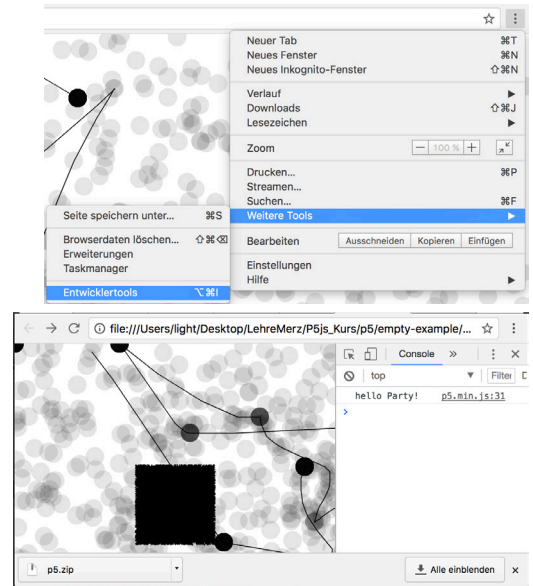 Neuer Tab ⌘T
Neues Fenster ⌘N
Neues Inkognito-Fenster ⇧⌘N
Verlauf ▶
Downloads ⇧⌘J
Lesezeichen ▶
Zoom — 100 % +
Drucken... ⌘P
Streamen...
Suchen... ⌘F
Weitere Tools ▶
Seite speichern unter... ⌘S
Browserdaten löschen... ⇧⌘⌫
Erweiterungen
Taskmanager
Entwicklertools ⌥⌘I
Bearbeiten Ausschneiden Kopieren Einfügen
Einstellungen
Hilfe ▶
file:///Users/light/Desktop/LehreMerz/P5js_Kurs/p5/empty-example/...
Console »
top ▼ Filter
hello Party! p5.min.js:31
>
p5.zip
Alle einblenden ×